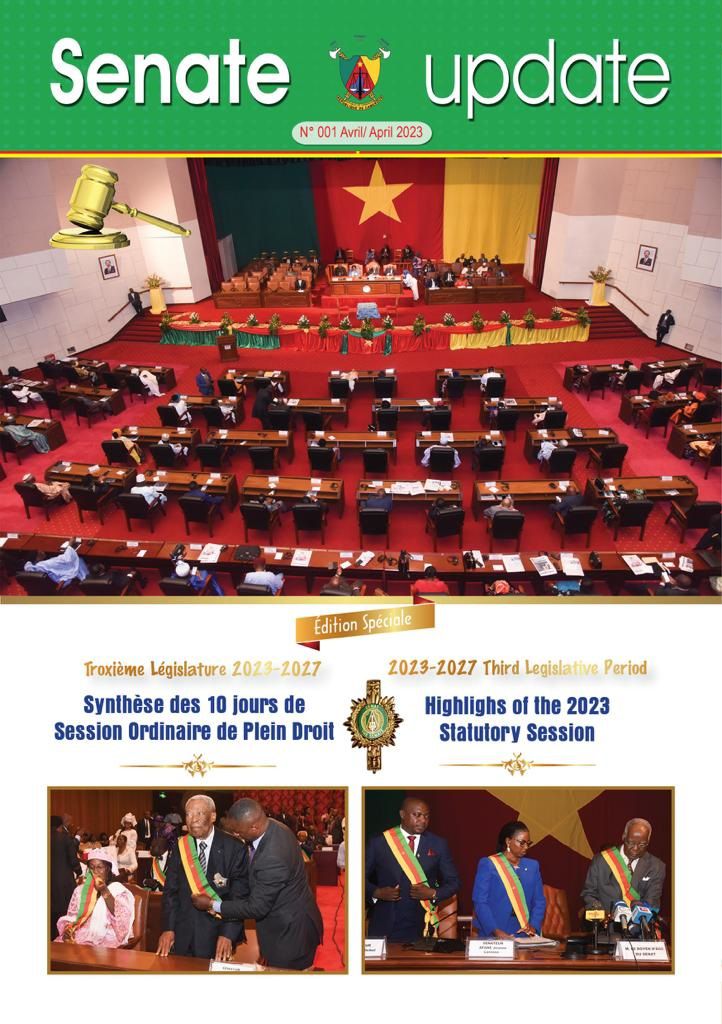 Senate update
N° 001 Avril/ April 2023
Édition Spéciale
Troxième Législature 2023-2027
Synthèse des 10 jours de
Session Ordinaire de Plein Droit
2023-2027 Third Legislative Period
Highlighs of the 2023
Statutory Session
SENATEUR
M. LE DOYEN D'AGE
DU SENAT